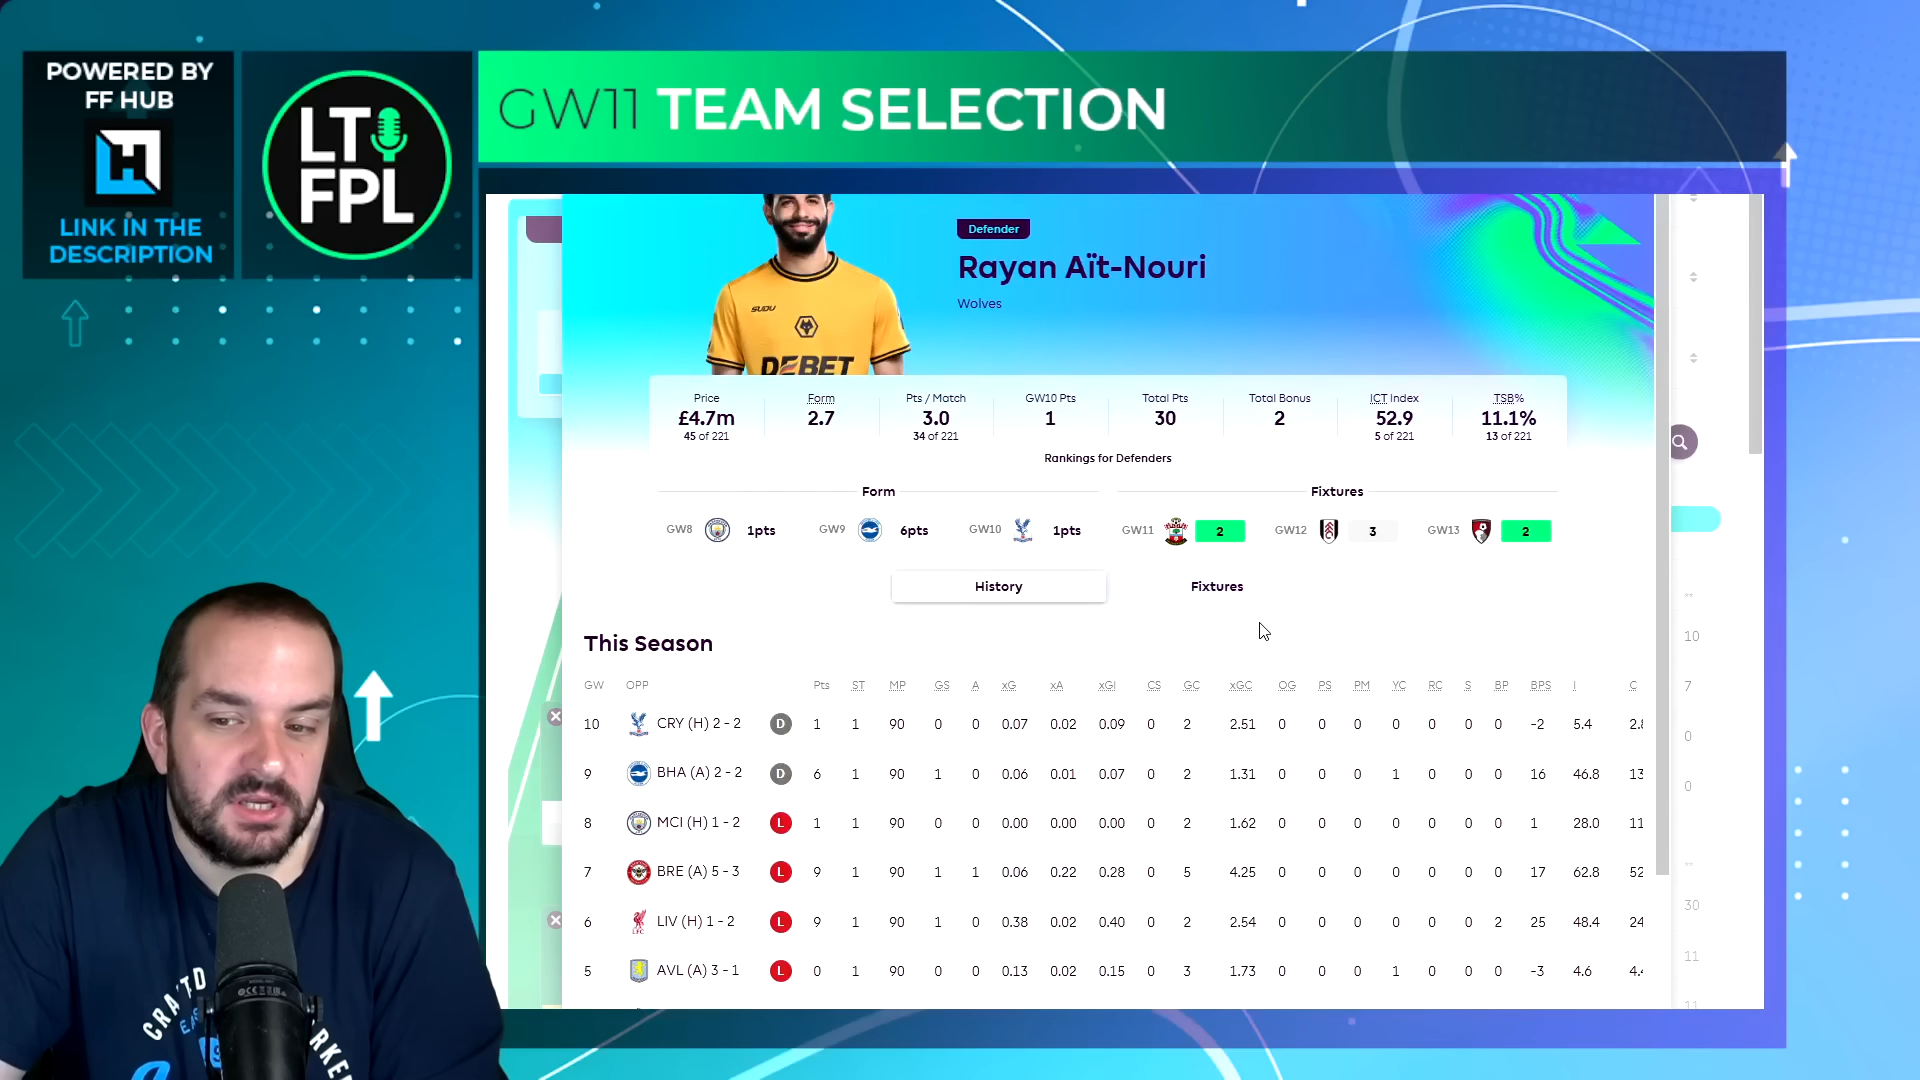 POWERED BY
FF HUB
LINK IN THE
DESCRIPTION
LT
FPL
GW11 TEAM SELECTION
SUDU
DEBET
Defender
Rayan Aït-Nouri
Wolves
Price Form Pts / Match GW10 Pts Total Pts Total Bonus ICT Index TSB%
£4.7m 2.7 3.0 1 30 2 52.9 11.1%
45 of 221 34 of 221 5 of 221 13 of 221
Rankings for Defenders
Form Fixtures
GW8 1pts GW9 6pts GW10 1pts GW11 2 GW12 3 GW13 2
History Fixtures
This Season
GW OPP Pts ST MP GS A xG xA xGI CS GC xGC OG PS PM YC RC S BP BPS I C
10 CRY (H) 2 - 2 D 1 1 90 0 0 0.07 0.02 0.09 0 2 2.51 0 0 0 0 0 0 0 -2 5.4
9 BHA (A) 2 - 2 D 6 1 90 1 0 0.06 0.01 0.07 0 2 1.31 0 0 0 1 0 0 0 16 46.8 13
8 MCI (H) 1 - 2 L 1 1 90 0 0 0.00 0.00 0.00 0 2 1.62 0 0 0 0 0 0 0 1 28.0 11
7 BRE (A) 5 - 3 L 9 1 90 1 1 0.06 0.22 0.28 0 5 4.25 0 0 0 0 0 0 0 17 62.8 52
6 LIV (H) 1 - 2 L 9 1 90 1 0 0.38 0.02 0.40 0 2 2.54 0 0 0 0 0 0 2 25 48.4 24
5 AVL (A) 3 - 1 L 0 1 90 0 0 0.13 0.02 0.15 0 3 1.73 0 0 0 1 0 0 0 -3 4.6
10
7
0
0
30
11
11